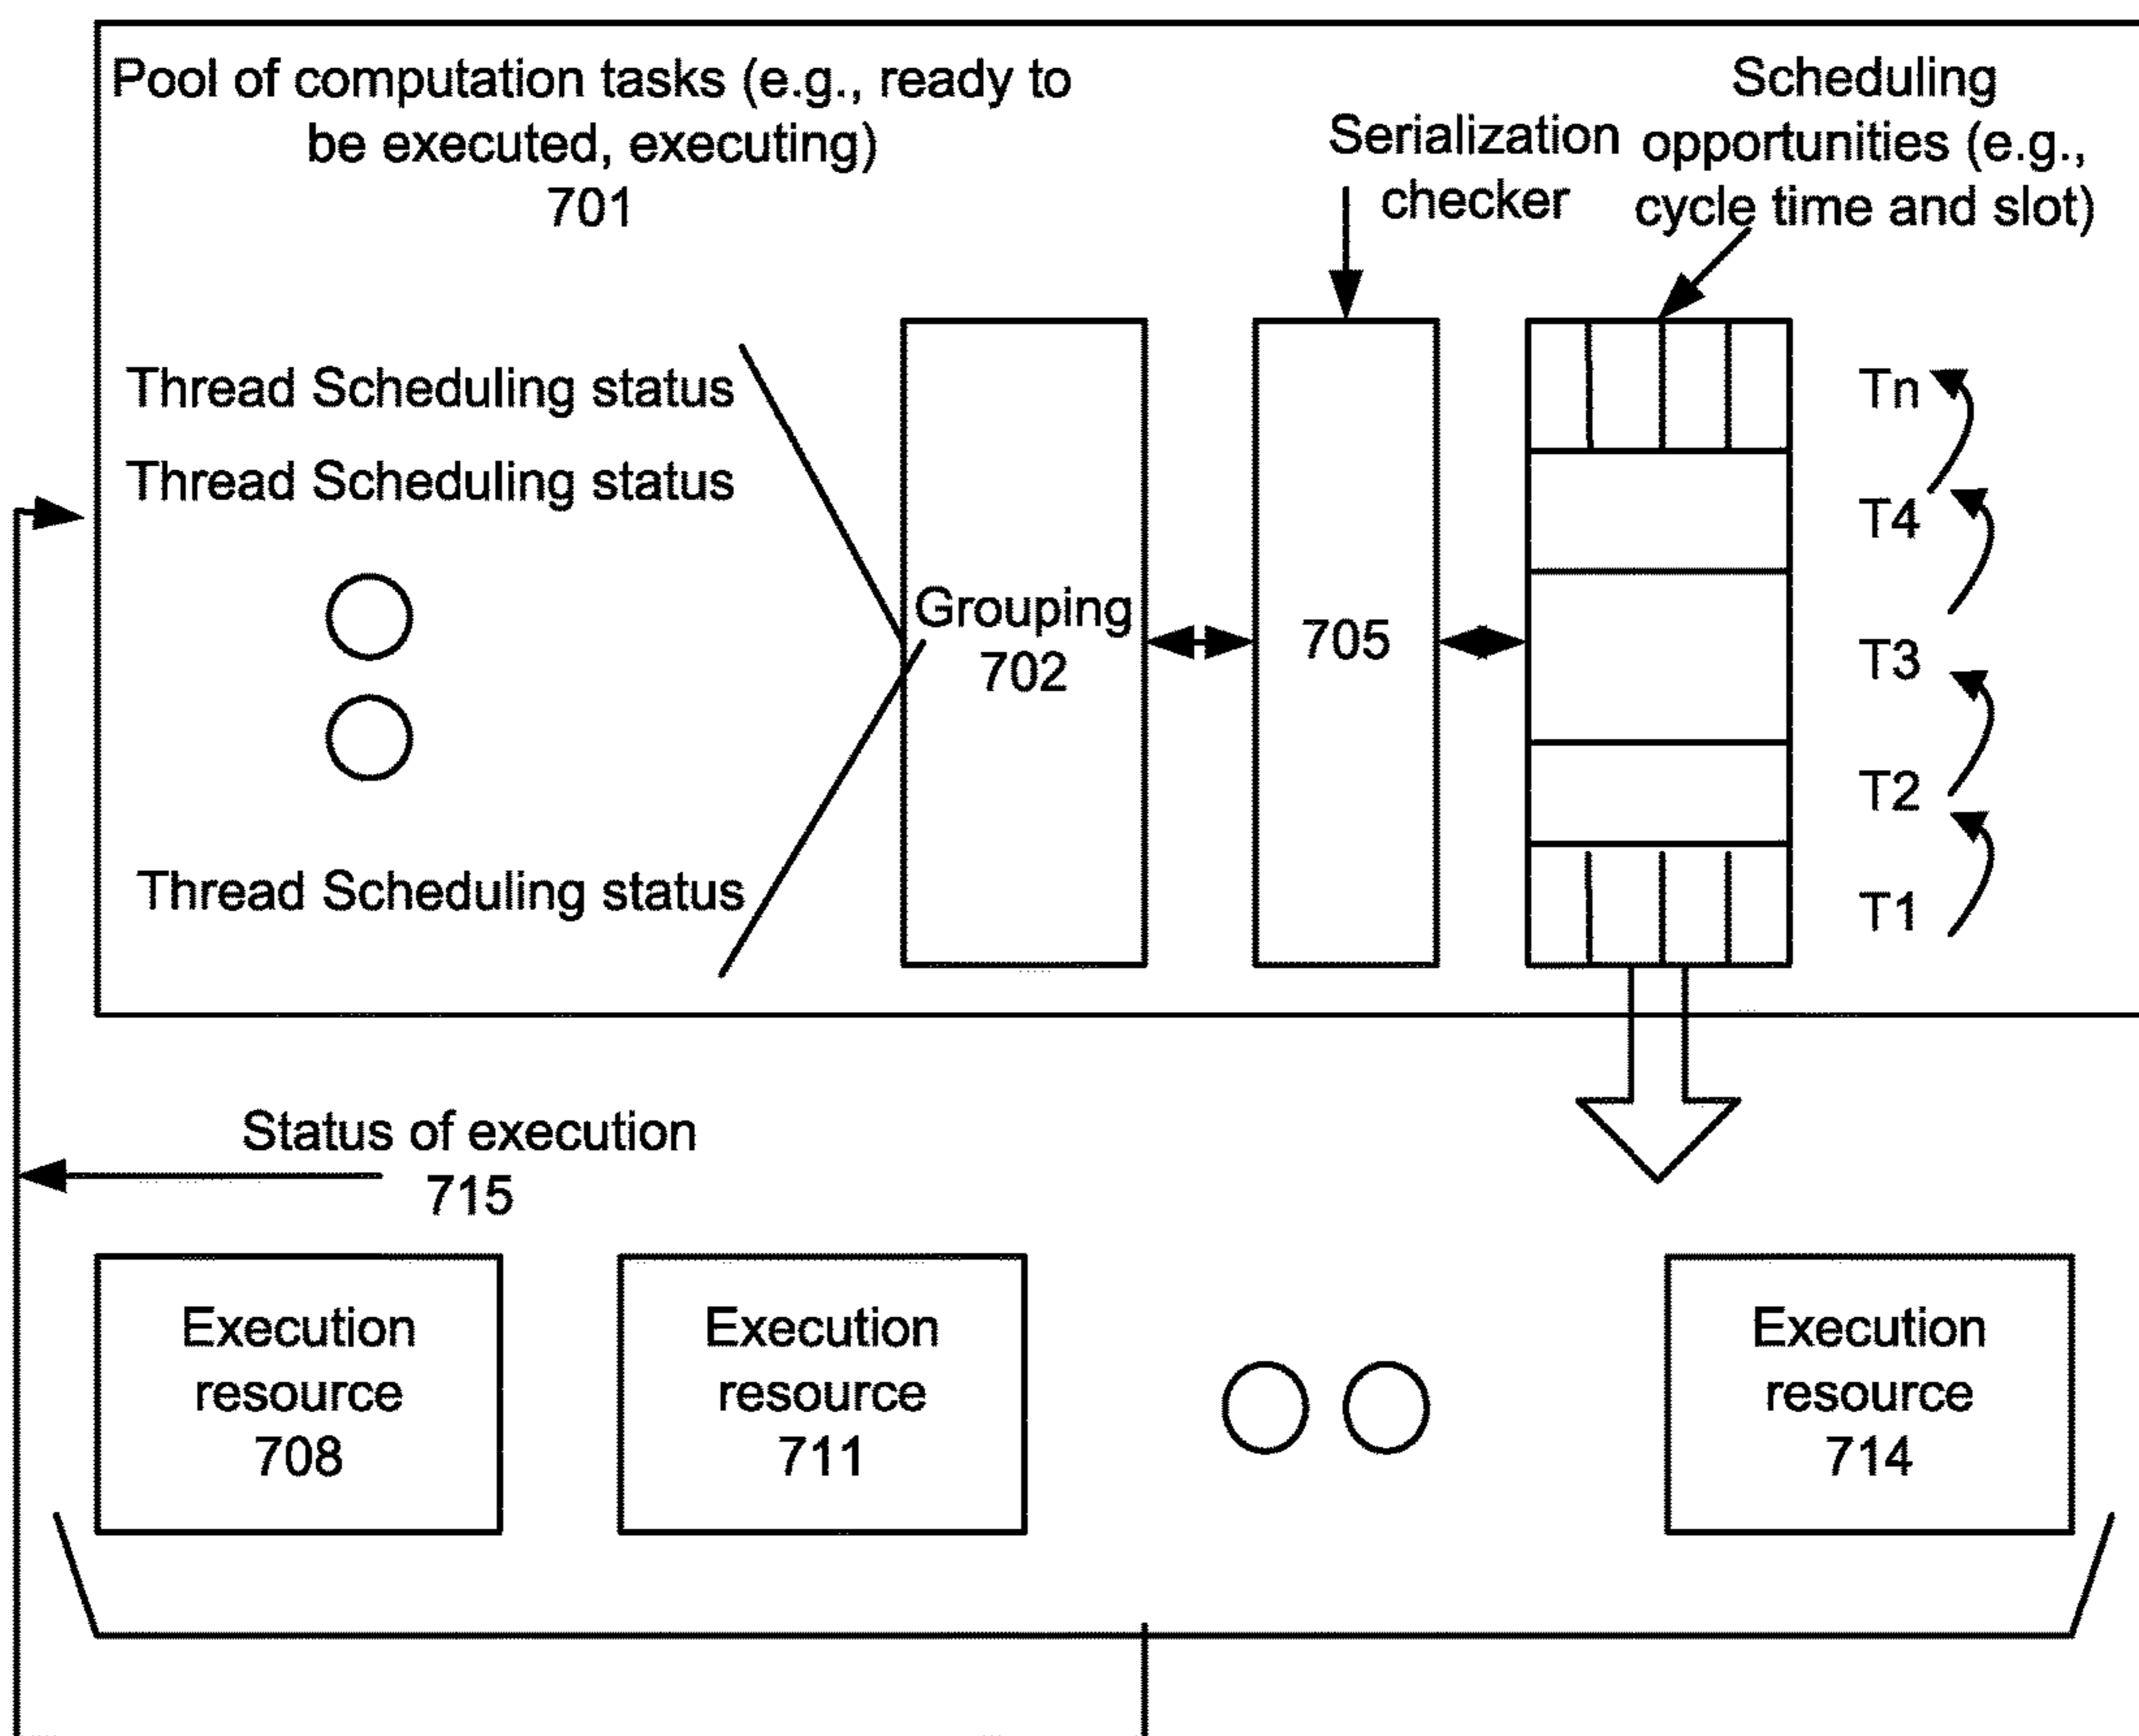 Pool of computation tasks (e.g., ready to
be executed, executing)
701
Scheduling
opportunities (e.g.,
cycle time and slot)
Serialization
checker
Thread Scheduling status
Thread Scheduling status
Thread Scheduling status
Grouping
702
705
Tn
T4
T3
T2
T1
Status of execution
715
Execution
resource
708
Execution
resource
711
Execution
resource
714